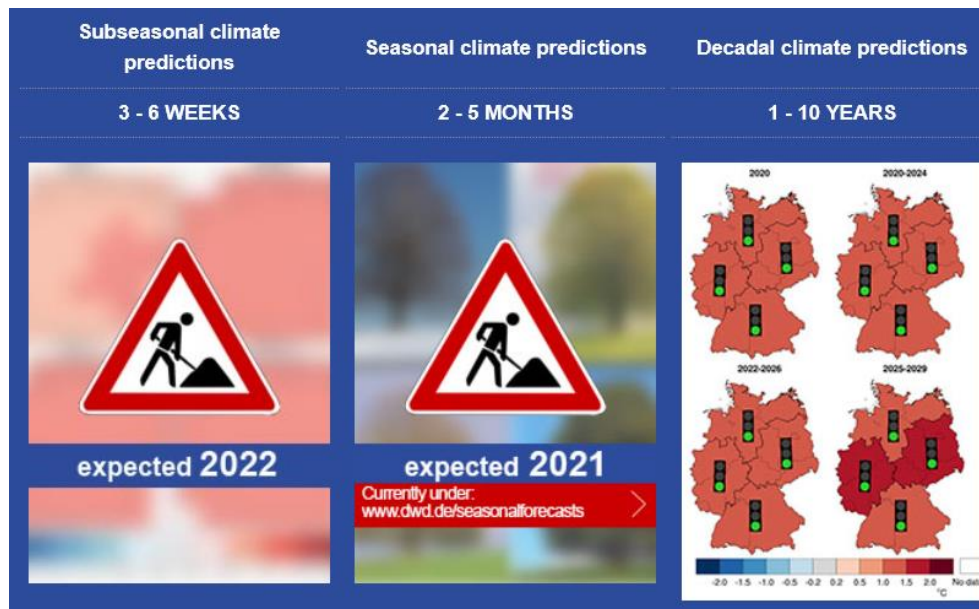 Subseasonal climate
predictions
3 - 6 WEEKS
expected 2022
Seasonal climate predictions
2 - 5 MONTHS
expected 2021
Currently under:
www.dwd.de/seasonalforecasts
Decadal climate predictions
1 - 10 YEARS
2020
2020-2024
2022-2026
2025-2029
-2.0 -1.5 -1.0 -0.5 -0.2 0.2 0.5 1.0 1.5 2.0 No data
°C